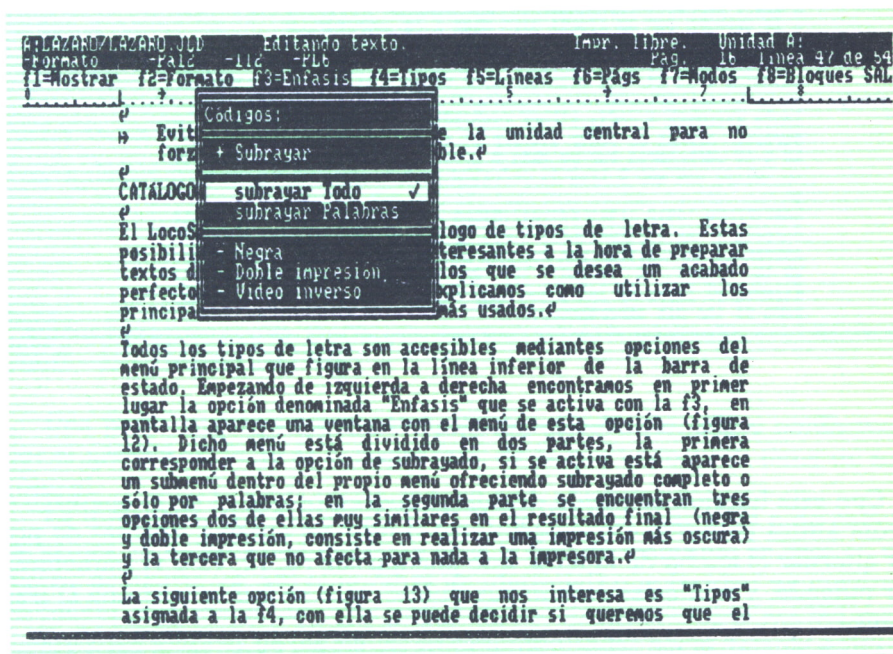 A:LAZARO/LAZARO.JLD Editando texto. Impr. libre. Unidad A:
-Formato -Pa12 -I12 -PL6 Pág. 16 línea 47 de 54
f1=Mostrar f2=Formato f3=Enfasis f4=Tipos f5=Líneas f6=Págs f7=Modos f8=Bloques SAL
Códigos:
+ Subrayar
subrayar Todo ✓
subrayar Palabras
- Negra
- Doble impresión
- Video inverso
Evit e la unidad central para no
forz ble.
CATALOGO
El LocoS logo de tipos de letra. Estas
posibili teresantes a la hora de preparar
textos d los que se desea un acabado
perfecto xplicamos como utilizar los
principa más usados.
Todos los tipos de letra son accesibles mediantes opciones del
menú principal que figura en la línea inferior de la barra de
estado. Empezando de izquierda a derecha encontramos en primer
lugar la opción denominada "Enfasis" que se activa con la f3, en
pantalla aparece una ventana con el menú de esta opción (figura
12). Dicho menú está dividido en dos partes, la primera
corresponder a la opción de subrayado, si se activa está aparece
un submenú dentro del propio menú ofreciendo subrayado completo o
sólo por palabras; en la segunda parte se encuentran tres
opciones dos de ellas muy similares en el resultado final (negra
y doble impresión, consiste en realizar una impresión más oscura)
y la tercera que no afecta para nada a la impresora.
La siguiente opción (figura 13) que nos interesa es "Tipos"
asignada a la f4, con ella se puede decidir si queremos que el